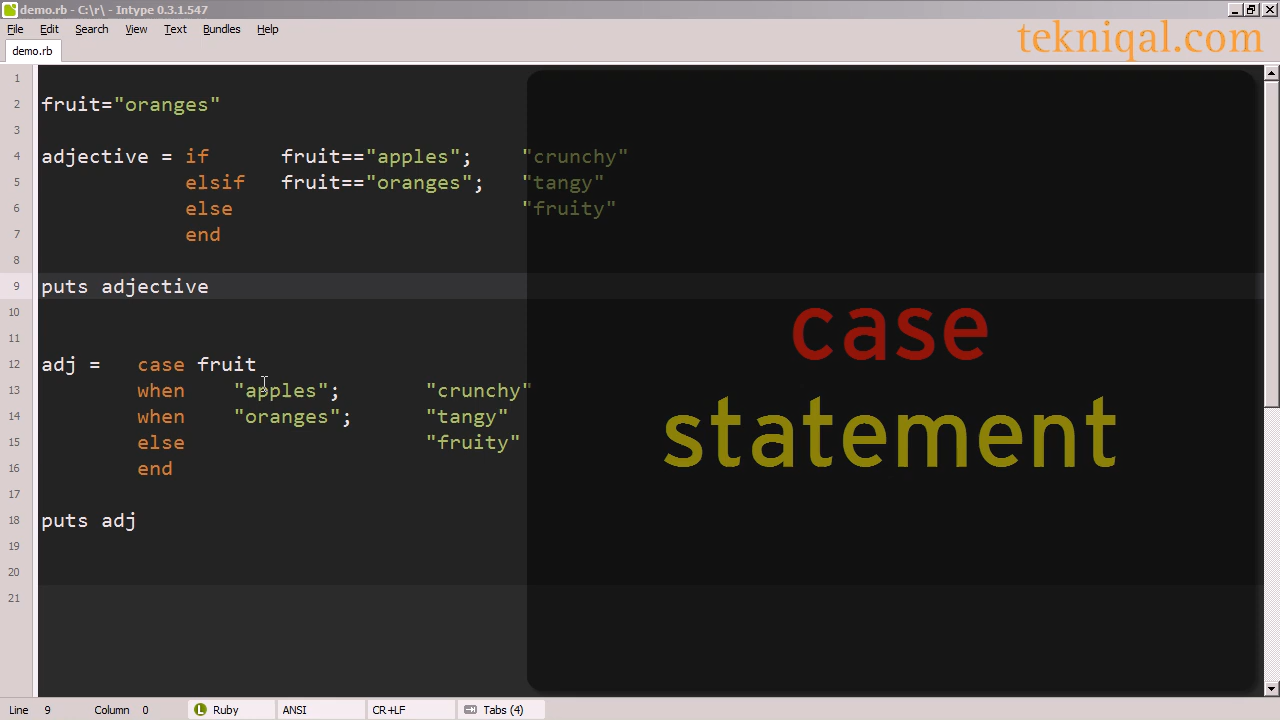 demo.rb - C:\r\ - Intype 0.3.1.547
File Edit Search View Text Bundles Help
tekniqal.com
demo.rb
1
2 fruit="oranges"
3
4 adjective = if fruit=="apples"; "crunchy"
5 elsif fruit=="oranges"; "tangy"
6 else "fruity"
7 end
8
9 puts adjective
10
11
12 adj = case fruit
13 when "apples"; "crunchy"
14 when "oranges"; "tangy"
15 else "fruity"
16 end
17
18 puts adj
19
20
21
case
statement
Line 9 Column 0 Ruby ANSI CR+LF Tabs (4)